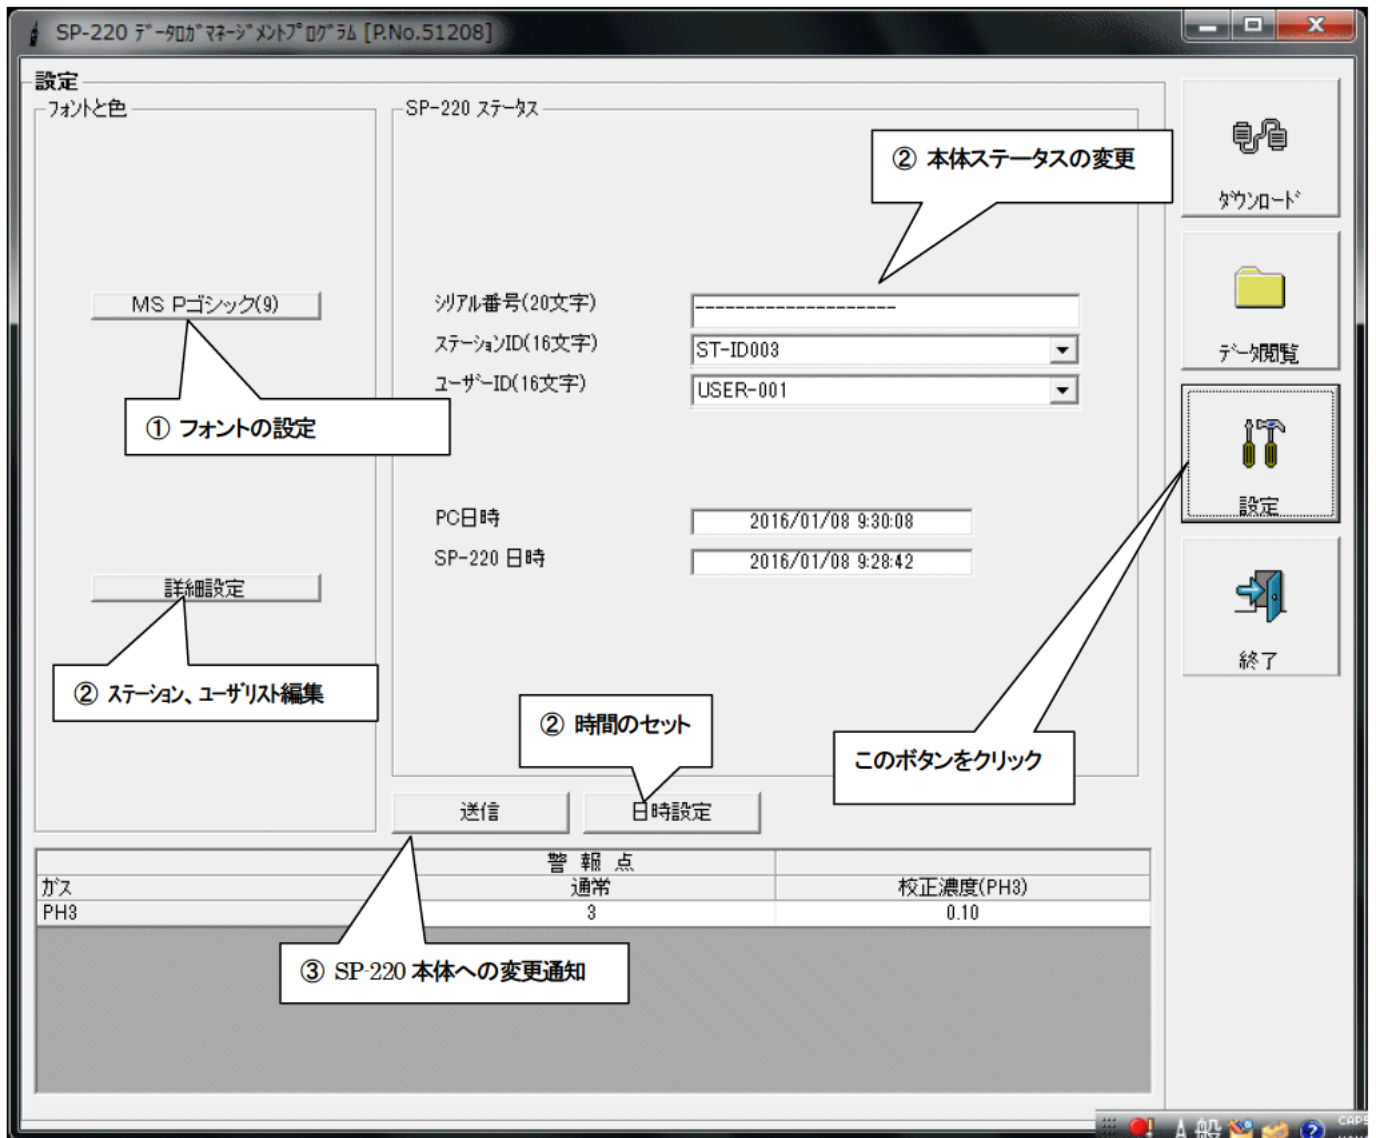 SP-220 ﾃﾞｰﾀﾛｶﾞﾏﾈｰｼﾞﾒﾝﾄﾌﾟﾛｸﾞﾗﾑ [P.No.51208]
設定
ﾌｫﾝﾄと色
SP-220 ｽﾃｰﾀｽ
② 本体ステータスの変更
ﾀﾞｳﾝﾛｰﾄﾞ
MS Pゴシック(9)
ｼﾘｱﾙ番号(20文字)
--------------------
ｽﾃｰｼｮﾝID(16文字)
ST-ID003
ﾃﾞｰﾀ閲覧
ﾕｰｻﾞｰID(16文字)
USER-001
① フォントの設定
設定
PC日時
2016/01/08 9:30:08
SP-220 日時
2016/01/08 9:28:42
詳細設定
終了
② ｽﾃｰｼｮﾝ、ﾕｰｻﾞﾘｽﾄ編集
② 時間のセット
このボタンをクリック
送信
日時設定
警 報 点
ｶﾞｽ
通常
校正濃度(PH3)
PH3
3
0.10
③ SP-220 本体への変更通知
A 般
CAPS